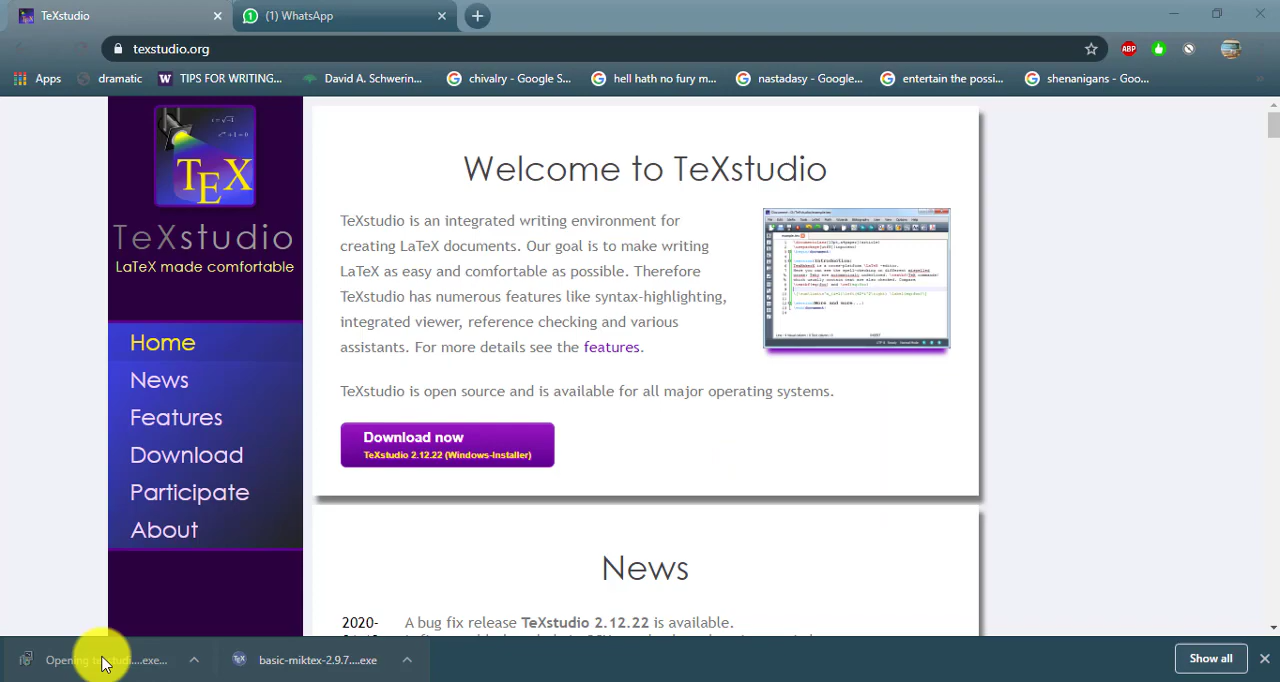 TeXstudio
(1) WhatsApp
texstudio.org
ABP
Apps dramatic TIPS FOR WRITING... David A. Schwerin... chivalry - Google S... hell hath no fury m... nastadasy - Google... entertain the possi... shenanigans - Goo...
TEX
TeXstudio
LaTeX made comfortable
Home
News
Features
Download
Participate
About
Welcome to TeXstudio
TeXstudio is an integrated writing environment for
creating LaTeX documents. Our goal is to make writing
LaTeX as easy and comfortable as possible. Therefore
TeXstudio has numerous features like syntax-highlighting,
integrated viewer, reference checking and various
assistants. For more details see the features.
TeXstudio is open source and is available for all major operating systems.
Download now
TeXstudio 2.12.22 (Windows-Installer)
News
2020-
A bug fix release TeXstudio 2.12.22 is available.
Opening
....exe...
basic-miktex-2.9.7....exe
Show all